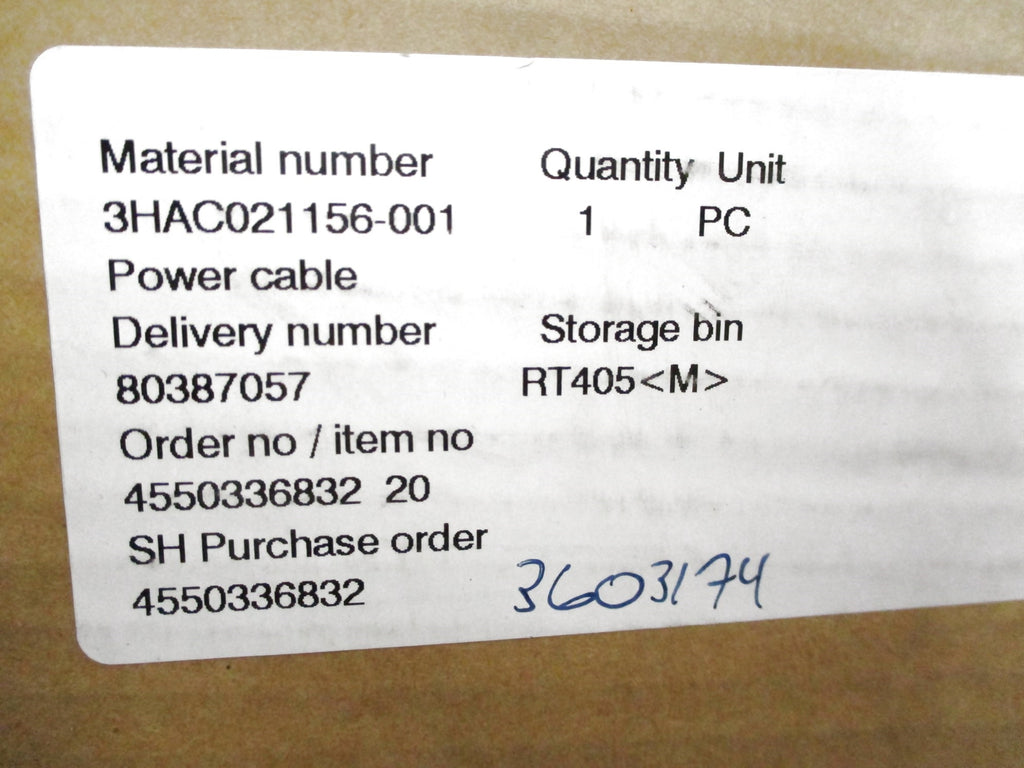 Material number Quantity Unit
3HAC021156-001 1 PC
Power cable
Delivery number Storage bin
80387057 RT405<M>
Order no / item no
4550336832 20
SH Purchase order
4550336832 3603174